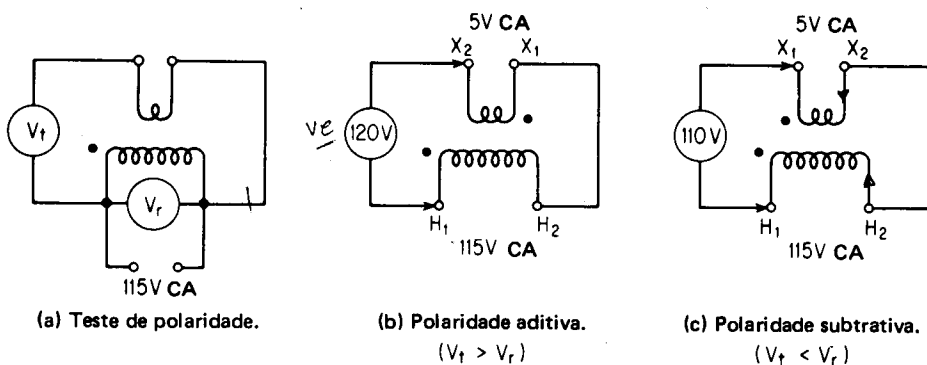 5V CA
X₂ X₁
5V CA
X₁ X₂
Vt
Vr
115V CA
ve
120V
H₁ H₂
115V CA
110V
H₁ H₂
115V CA
(a) Teste de polaridade.
(b) Polaridade aditiva.
(Vt > Vr)
(c) Polaridade subtrativa.
(Vt < Vr)